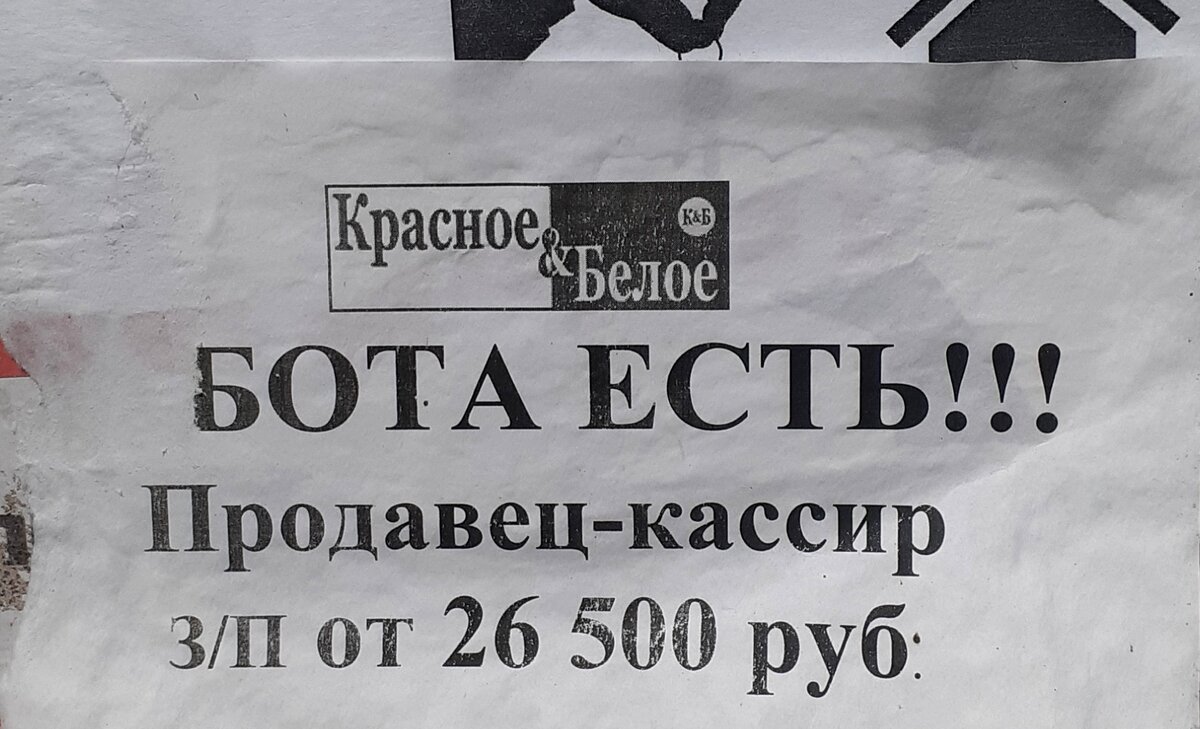 Красное
&
Белое
К&Б
БОТА ЕСТЬ!!!
Продавец-кассир
З/П от 26 500 руб.